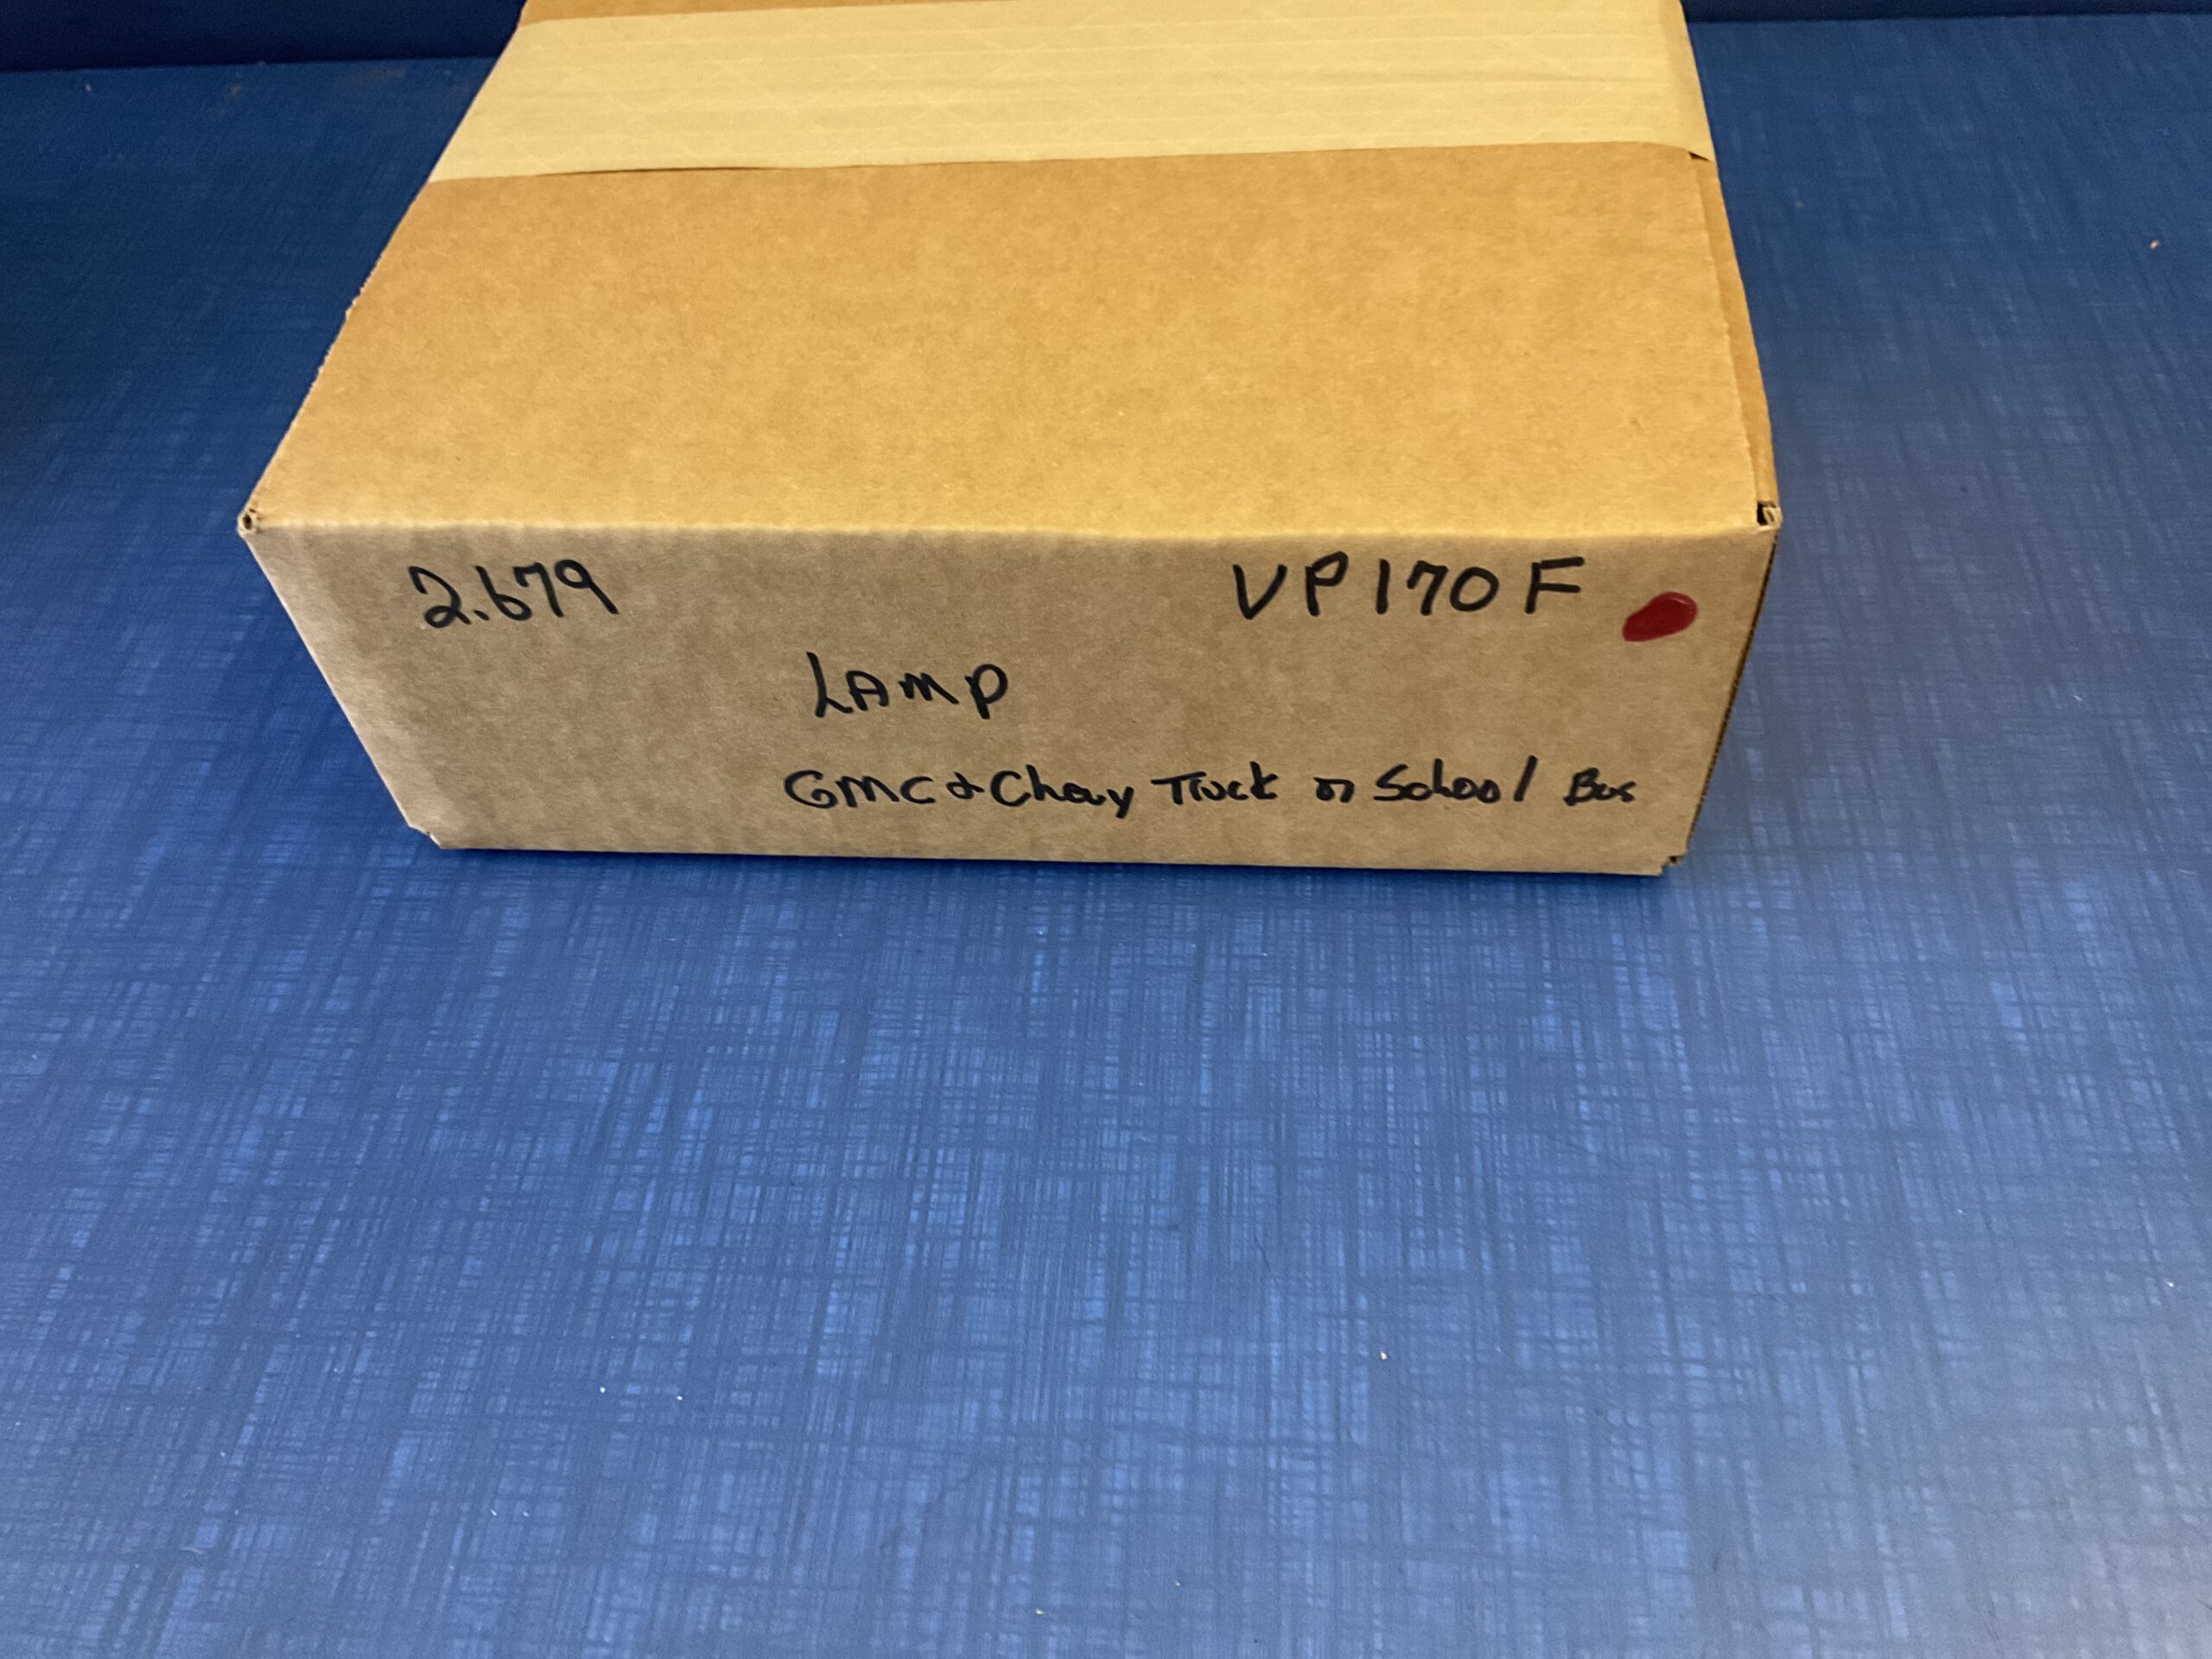 2.679 VP170F
LAMP
GMC & Chevy Truck or School Bus